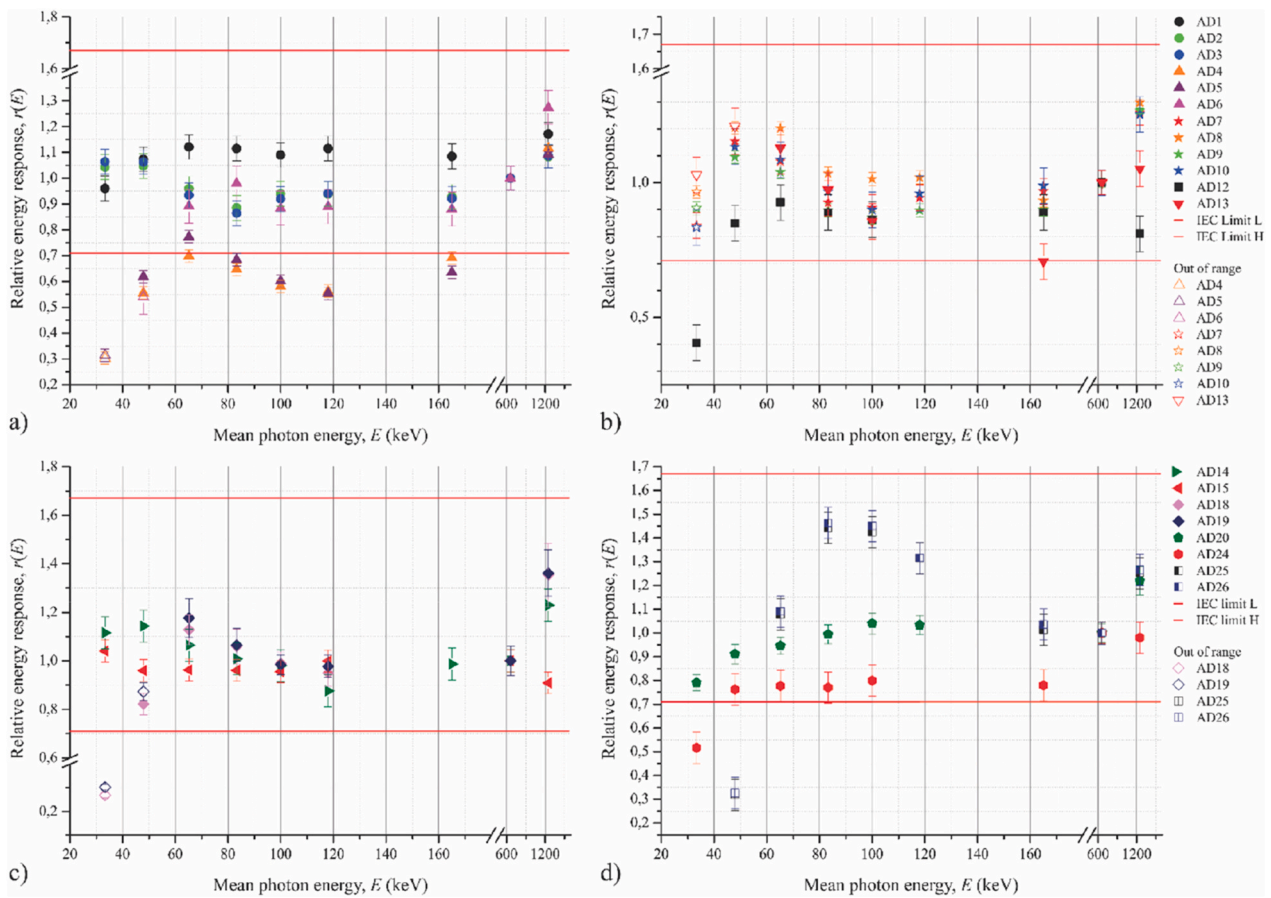 1,8
1,6
1,3
1,2
1,1
1,0
0,9
0,8
0,7
0,6
0,5
0,4
0,3
0,2
Relative energy response, r(E)
20 40 60 80 100 120 140 160 600 1200
Mean photon energy, E (keV)
a)
1,7
1,6
1,0
0,5
Relative energy response, r(E)
20 40 60 80 100 120 140 160 600 1200
Mean photon energy, E (keV)
b)
AD1
AD2
AD3
AD4
AD5
AD6
AD7
AD8
AD9
AD10
AD12
AD13
IEC Limit L
IEC Limit H
Out of range
AD4
AD5
AD6
AD7
AD8
AD9
AD10
AD13
1,8
1,6
1,4
1,2
1,0
0,8
0,6
0,2
Relative energy response, r(E)
20 40 60 80 100 120 140 160 600 1200
Mean photon energy, E (keV)
c)
1,7
1,6
1,5
1,4
1,3
1,2
1,1
1,0
0,9
0,8
0,7
0,6
0,5
0,4
0,3
0,2
Relative energy response, r(E)
20 40 60 80 100 120 140 160 600 1200
Mean photon energy, E (keV)
d)
AD14
AD15
AD18
AD19
AD20
AD24
AD25
AD26
IEC limit L
IEC limit H
Out of range
AD18
AD19
AD25
AD26